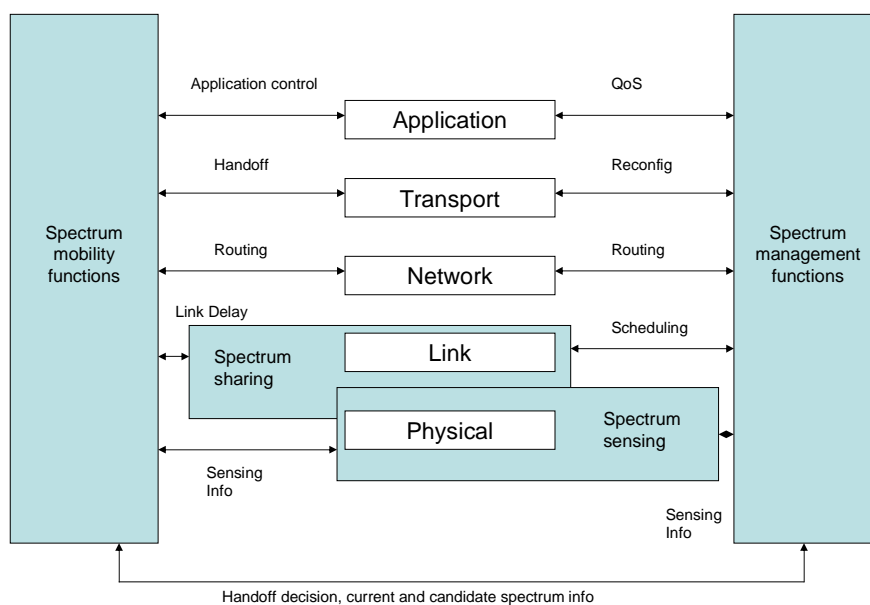 Application control
QoS
Application
Handoff
Reconfig
Transport
Spectrum
mobility
functions
Spectrum
management
functions
Routing
Routing
Network
Link Delay
Scheduling
Link
Spectrum
sharing
Physical
Spectrum
sensing
Sensing
Info
Sensing
Info
Handoff decision, current and candidate spectrum info